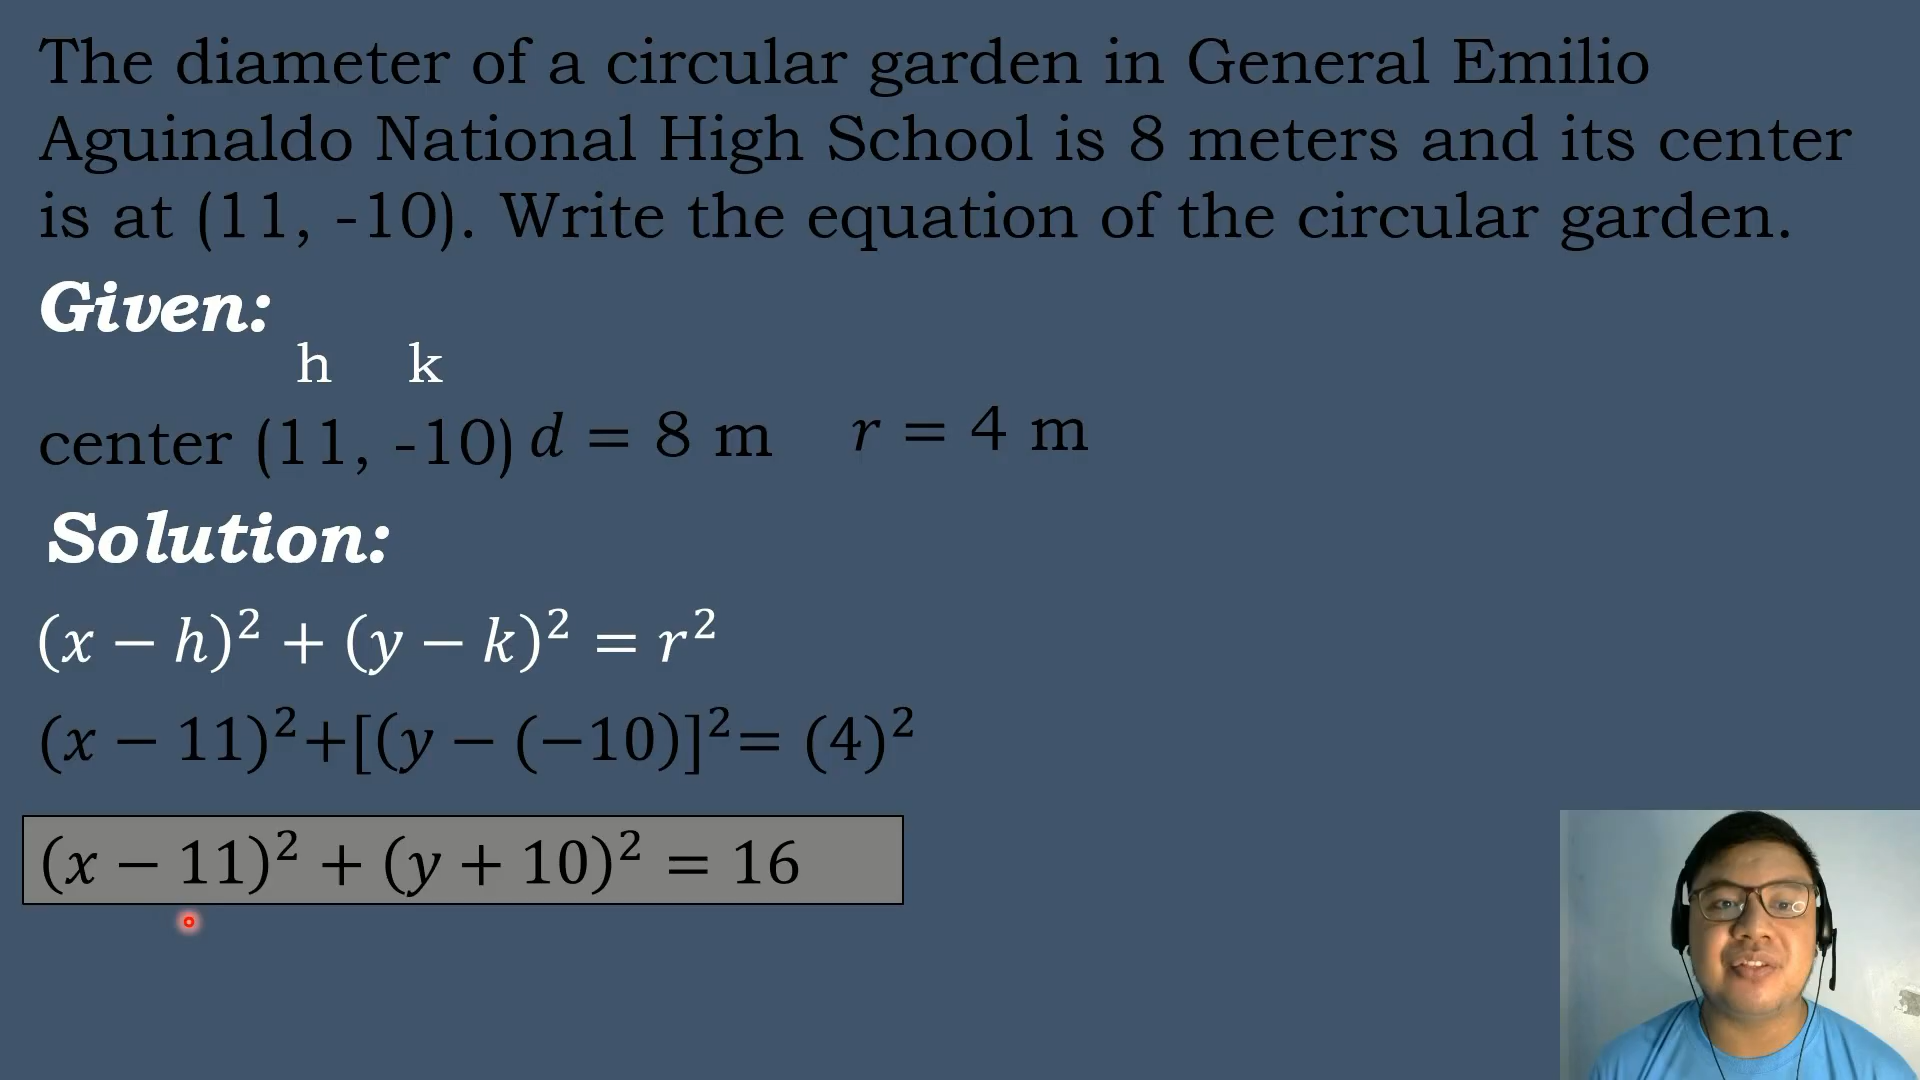 The diameter of a circular garden in General Emilio
Aguinaldo National High School is 8 meters and its center
is at (11, -10). Write the equation of the circular garden.
Given:
h k
center (11, -10) d = 8 m r = 4 m
Solution:
(x − h)² + (y − k)² = r²
(x − 11)²+[(y − (−10)]²= (4)²
(x − 11)² + (y + 10)² = 16